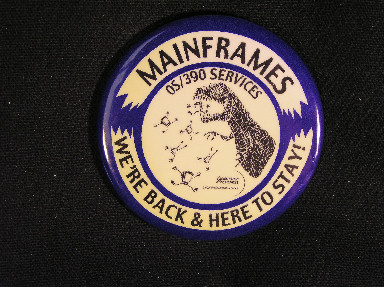 MAINFRAMES
OS/390 SERVICES
WE'RE BACK & HERE TO STAY!